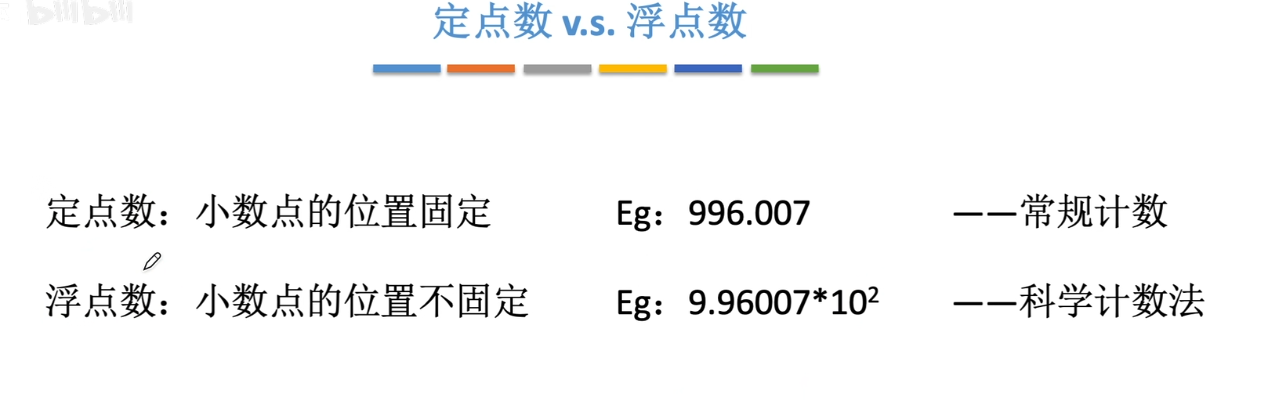 bilibili
定点数 v.s. 浮点数
定点数：小数点的位置固定 Eg：996.007 ——常规计数
浮点数：小数点的位置不固定 Eg：9.96007*10² ——科学计数法